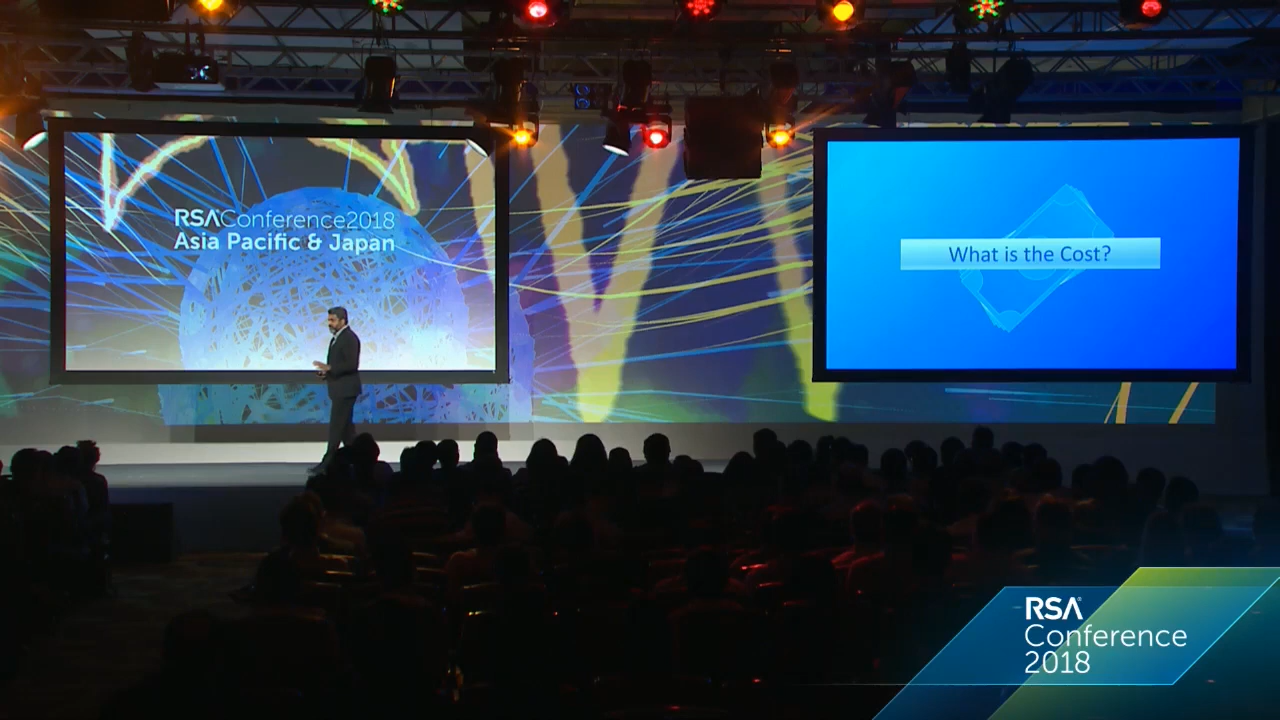 RSAConference2018
Asia Pacific & Japan
What is the Cost?
RSA
Conference
2018